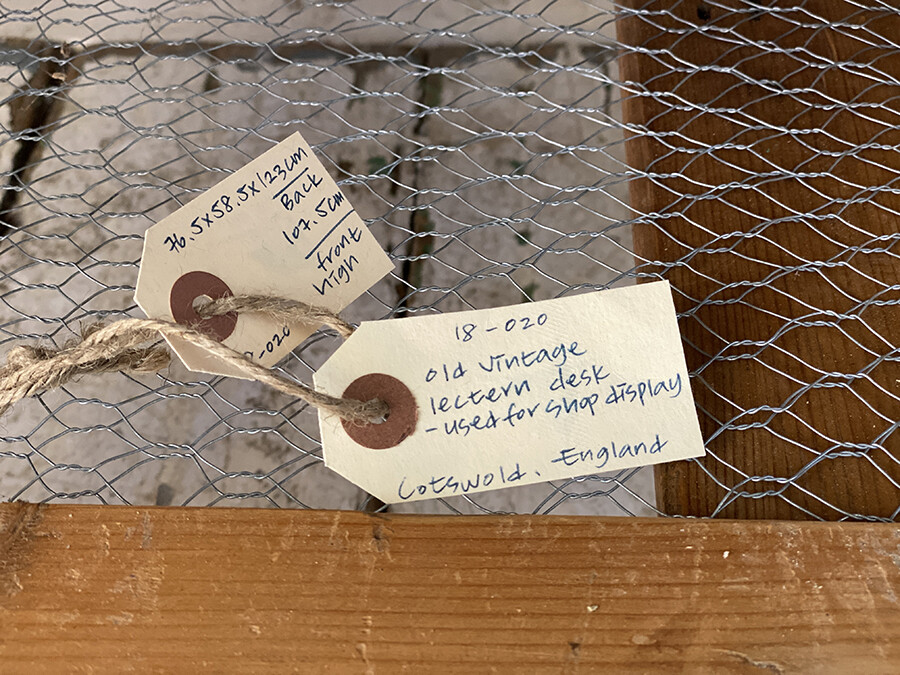 76.5x58.5x123cm
Back
107.5cm
front
high
-020
18-020
old vintage
lectern desk
-used for shop display
Cotswold. England